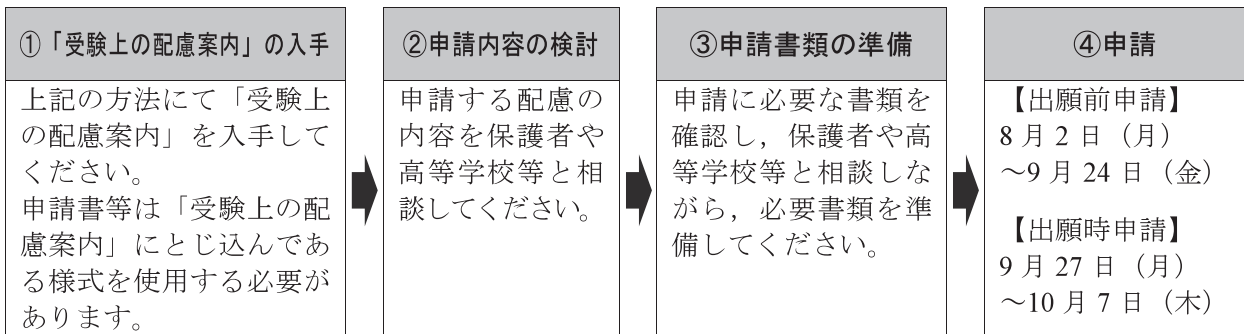 ①「受験上の配慮案内」の入手
上記の方法にて「受験上
の配慮案内」を入手して
ください。
申請書等は「受験上の配
慮案内」にとじ込んであ
る様式を使用する必要が
あります。
②申請内容の検討
申請する配慮の
内容を保護者や
高等学校等と相
談してください。
③申請書類の準備
申請に必要な書類を
確認し，保護者や高
等学校等と相談しな
がら，必要書類を準
備してください。
④申請
【出願前申請】
8 月 2 日（月）
～9 月 24 日（金）
【出願時申請】
9 月 27 日（月）
～10 月 7 日（木）